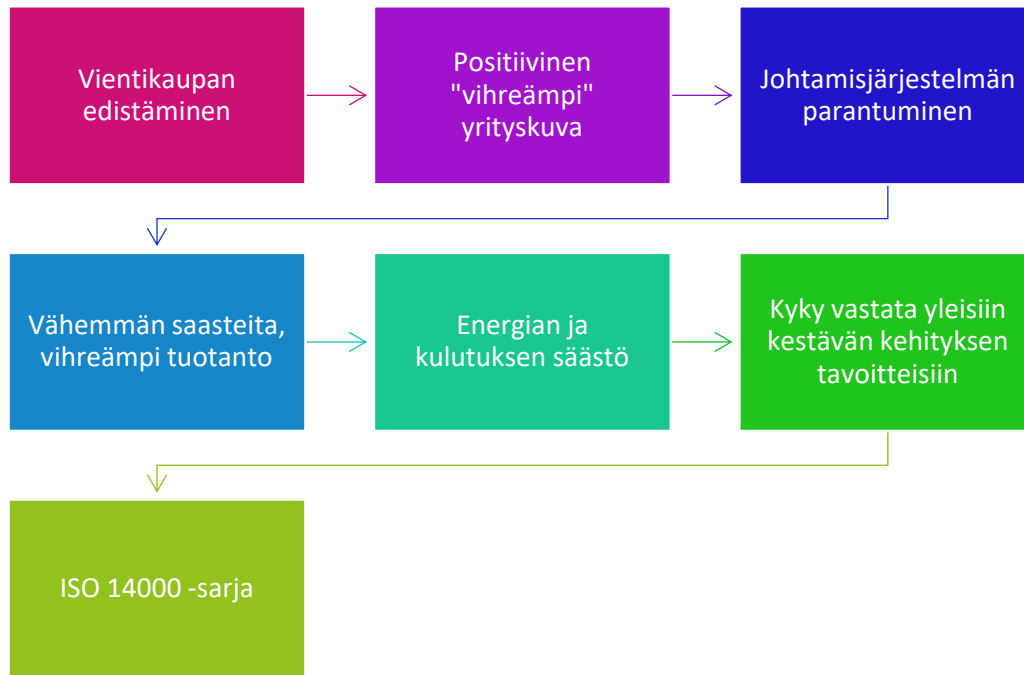 Vientikaupan
edistäminen
Positiivinen
"vihreämpi"
yrityskuva
Johtamisjärjestelmän
parantuminen
Vähemmän saasteita,
vihreämpi tuotanto
Energian ja
kulutuksen säästö
Kyky vastata yleisiin
kestävän kehityksen
tavoitteisiin
ISO 14000 -sarja